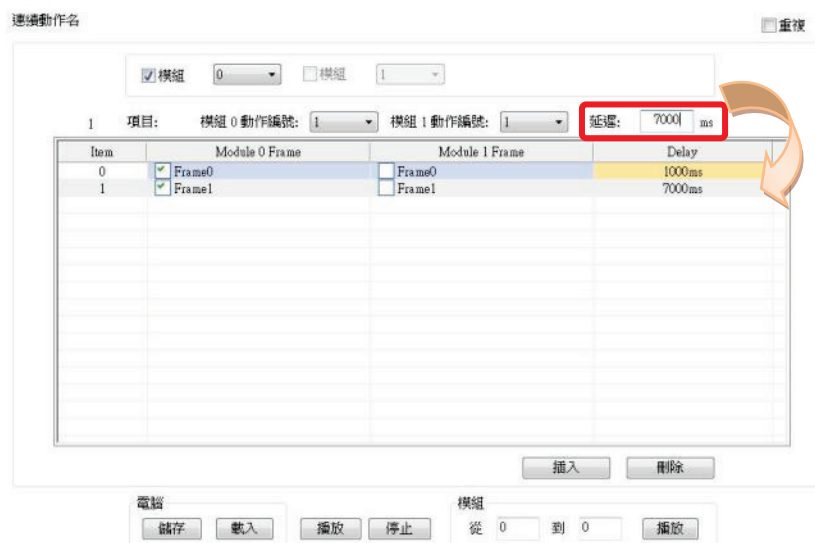 連續動作名
重複
模組 0 模組 1
1 項目: 模組 0 動作編號: 1 模組 1 動作編號: 1 延遲: 7000 ms
Item Module 0 Frame Module 1 Frame Delay
0 Frame0 Frame0 1000ms
1 Frame1 Frame1 7000ms
插入 刪除
電腦 模組
儲存 載入 播放 停止 從 0 到 0 播放